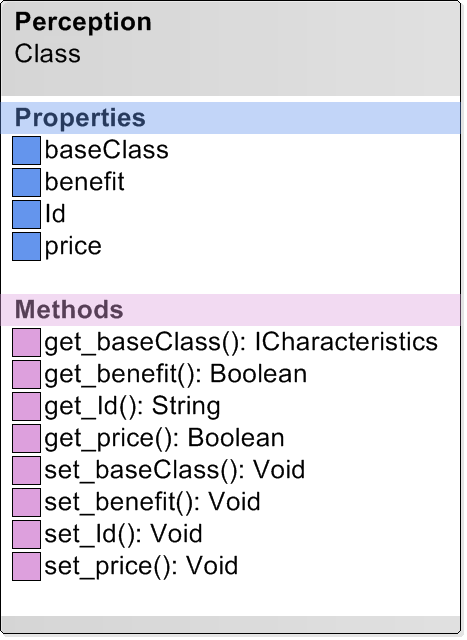 Perception
Class
Properties
baseClass
benefit
Id
price
Methods
get_baseClass(): ICharacteristics
get_benefit(): Boolean
get_Id(): String
get_price(): Boolean
set_baseClass(): Void
set_benefit(): Void
set_Id(): Void
set_price(): Void